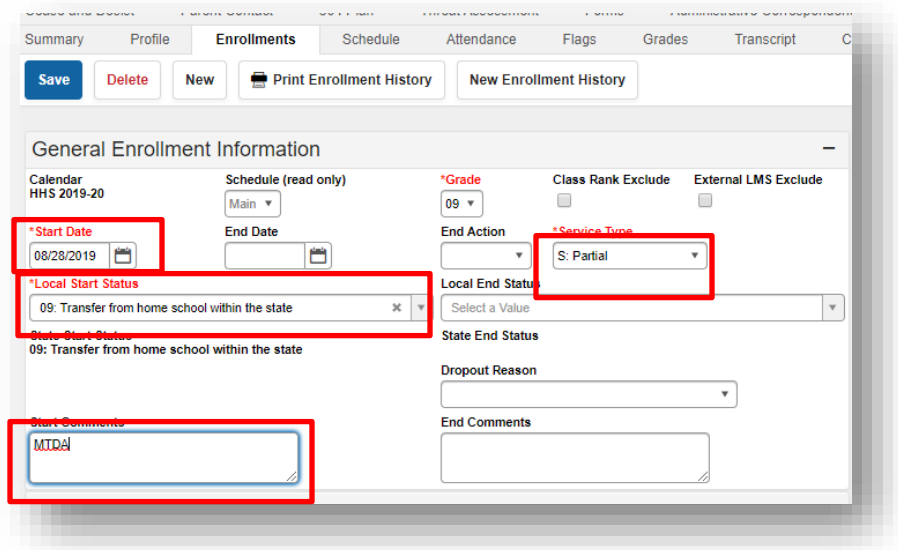 Summary Profile Enrollments Schedule Attendance Flags Grades Transcript C
Save Delete New Print Enrollment History New Enrollment History
General Enrollment Information
Calendar Schedule (read only) *Grade Class Rank Exclude External LMS Exclude
HHS 2019-20 Main 09
*Start Date End Date End Action *Service Type
08/28/2019 S: Partial
*Local Start Status Local End Status
09: Transfer from home school within the state Select a Value
State Start Status State End Status
09: Transfer from home school within the state
Dropout Reason
Start Comments End Comments
MTDA